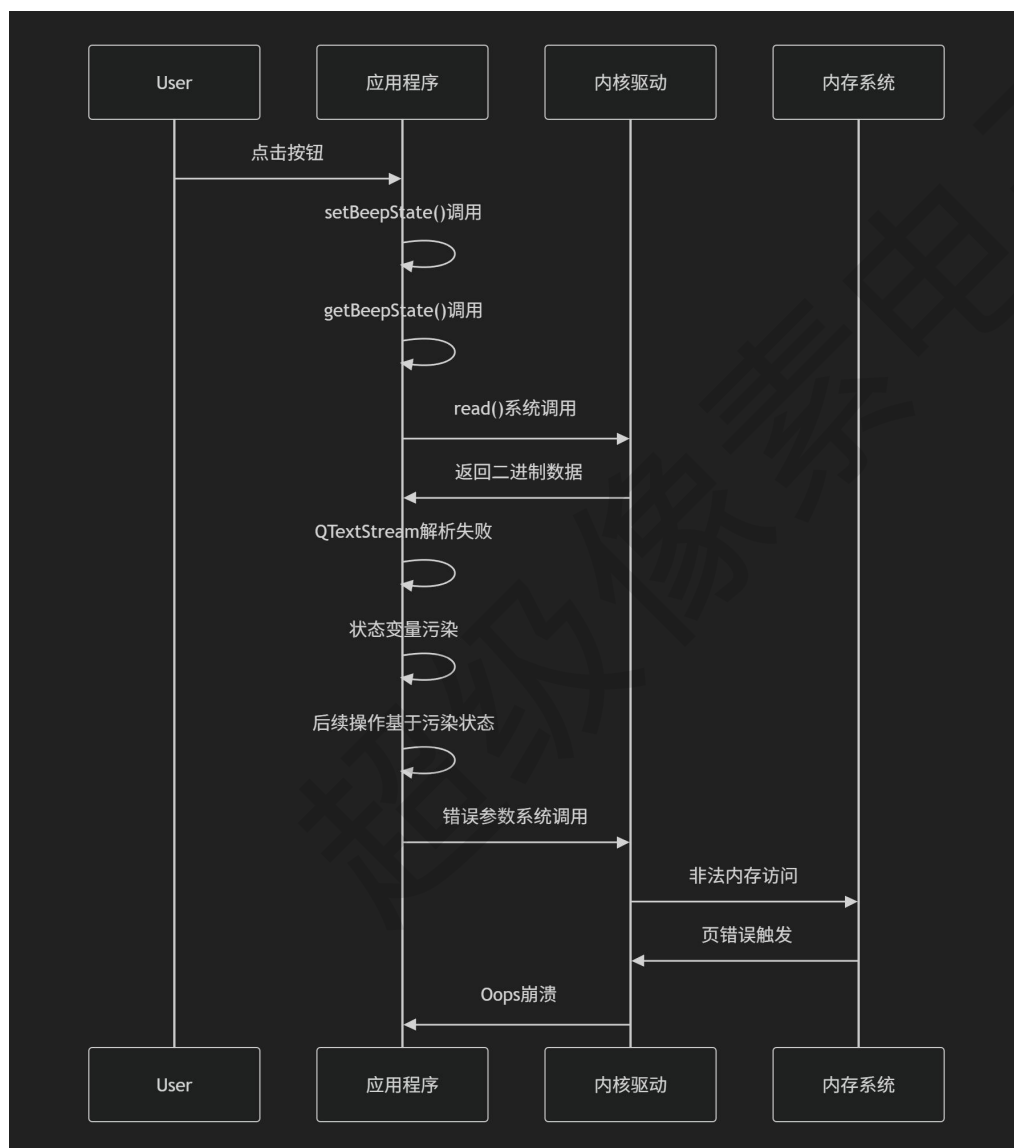 User
应用程序
内核驱动
内存系统
点击按钮
setBeepState()调用
getBeepState()调用
read()系统调用
返回二进制数据
QTextStream解析失败
状态变量污染
后续操作基于污染状态
错误参数系统调用
非法内存访问
页错误触发
Oops崩溃
User
应用程序
内核驱动
内存系统
超级像素电